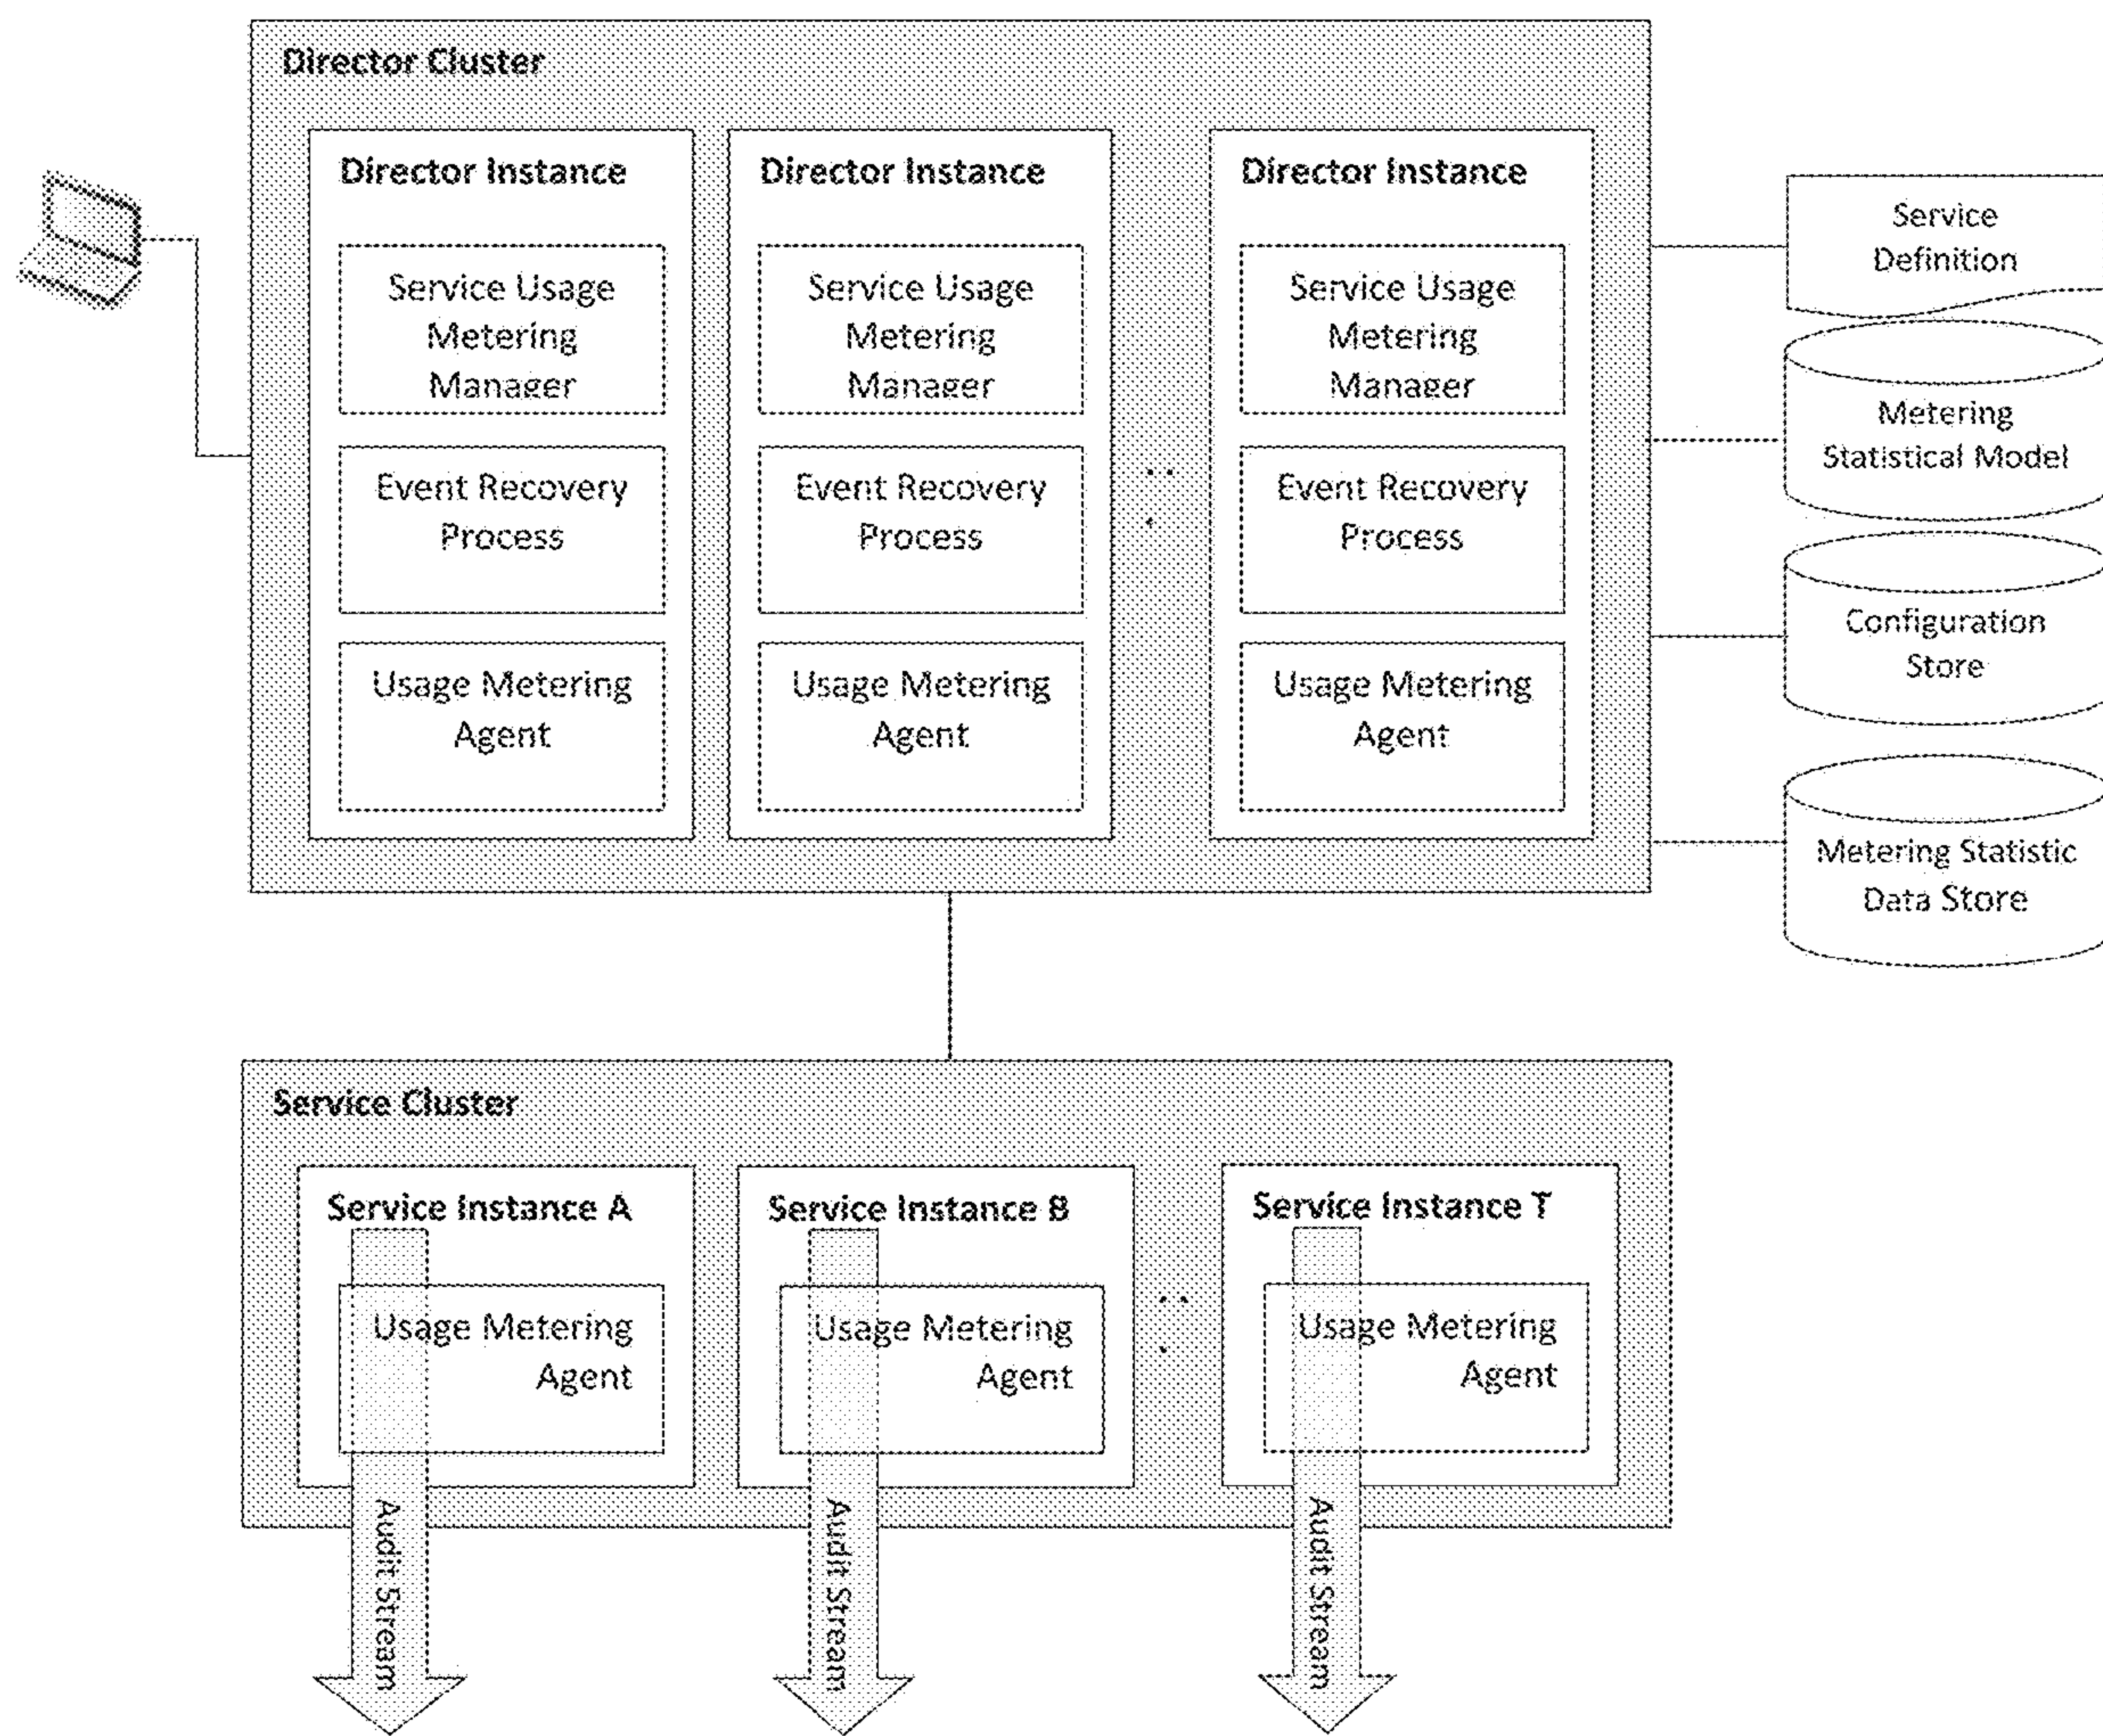 Director Cluster
Director Instance
Service Usage
Metering
Manager
Event Recovery
Process
Usage Metering
Agent
Director Instance
Service Usage
Metering
Manager
Event Recovery
Process
Usage Metering
Agent
Director Instance
Service Usage
Metering
Manager
Event Recovery
Process
Usage Metering
Agent
Service
Definition
Metering
Statistical Model
Configuration
Store
Metering Statistic
Data Store
Service Cluster
Service Instance A
Usage Metering
Agent
Audit Stream
Service Instance B
Usage Metering
Agent
Audit Stream
Service Instance T
Usage Metering
Agent
Audit Stream